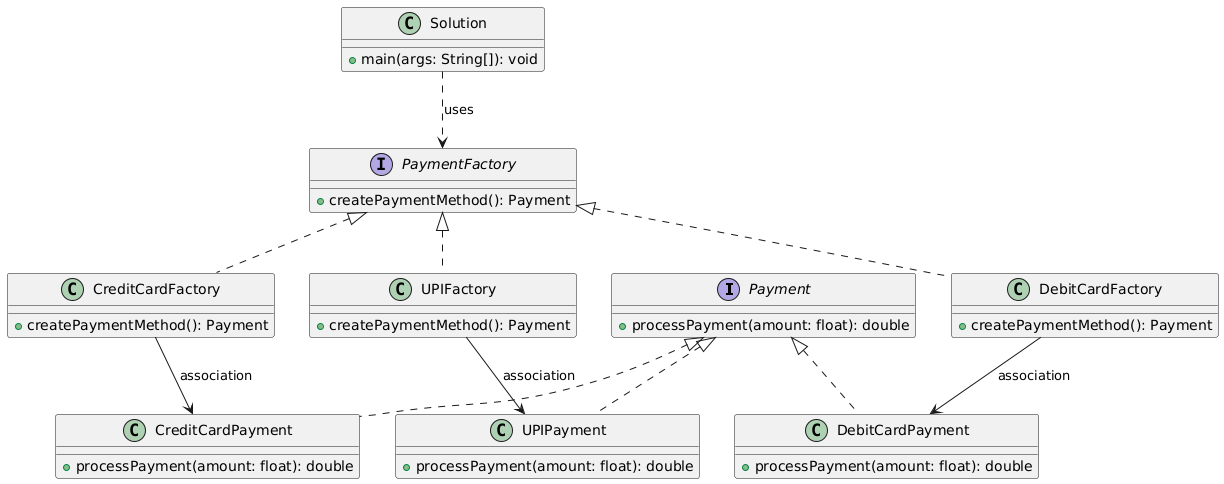 C Solution
main(args: String[]): void
uses
I PaymentFactory
createPaymentMethod(): Payment
C CreditCardFactory
createPaymentMethod(): Payment
C UPIFactory
createPaymentMethod(): Payment
I Payment
processPayment(amount: float): double
C DebitCardFactory
createPaymentMethod(): Payment
association
association
association
C CreditCardPayment
processPayment(amount: float): double
C UPIPayment
processPayment(amount: float): double
C DebitCardPayment
processPayment(amount: float): double